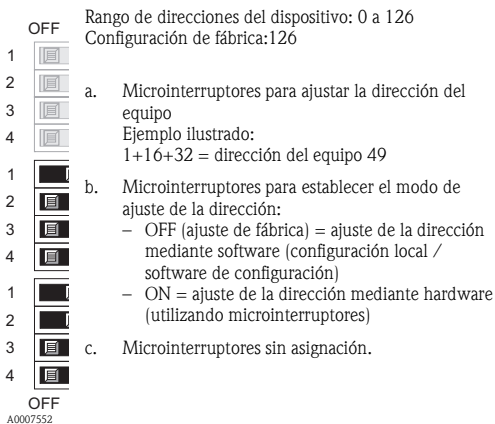 OFF
1
2
3
4
1
2
3
4
1
2
3
4
OFF
A0007552
Rango de direcciones del dispositivo: 0 a 126
Configuración de fábrica:126
a. Microinterruptores para ajustar la dirección del
equipo
Ejemplo ilustrado:
1+16+32 = dirección del equipo 49
b. Microinterruptores para establecer el modo de
ajuste de la dirección:
– OFF (ajuste de fábrica) = ajuste de la dirección
mediante software (configuración local /
software de configuración)
– ON = ajuste de la dirección mediante hardware
(utilizando microinterruptores)
c. Microinterruptores sin asignación.